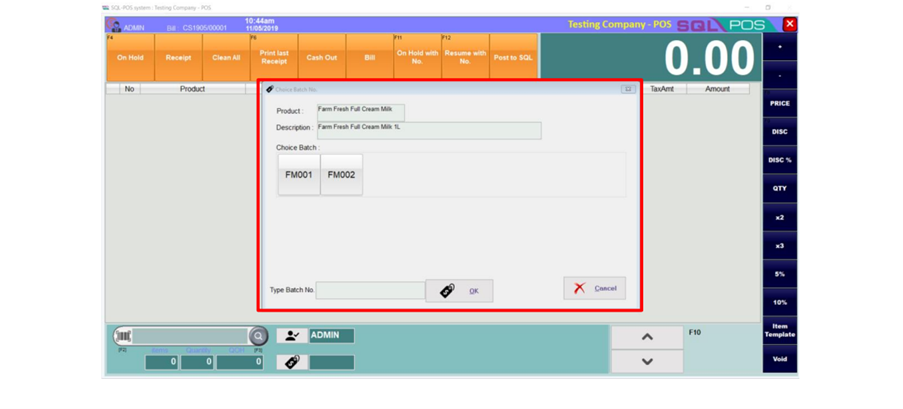 SQL-POS system : Testing Company - POS
ADMIN
Bill : CS1905/00001
10:44am
11/05/2019
Testing Company - POS
SQL POS
F4
F6
F11
F12
On Hold
Receipt
Clean All
Print last Receipt
Cash Out
Bill
On Hold with No.
Resume with No.
Post to SQL
0.00
+
-
PRICE
DISC
DISC %
QTY
x2
x3
5%
10%
Item Template
Void
No
Product
TaxAmt
Amount
Choice Batch No.
Product :
Farm Fresh Full Cream Milk
Description :
Farm Fresh Full Cream Milk 1L
Choice Batch :
FM001
FM002
Type Batch No.
OK
Cancel
ADMIN
F10
Items
Quantity
0
0
0